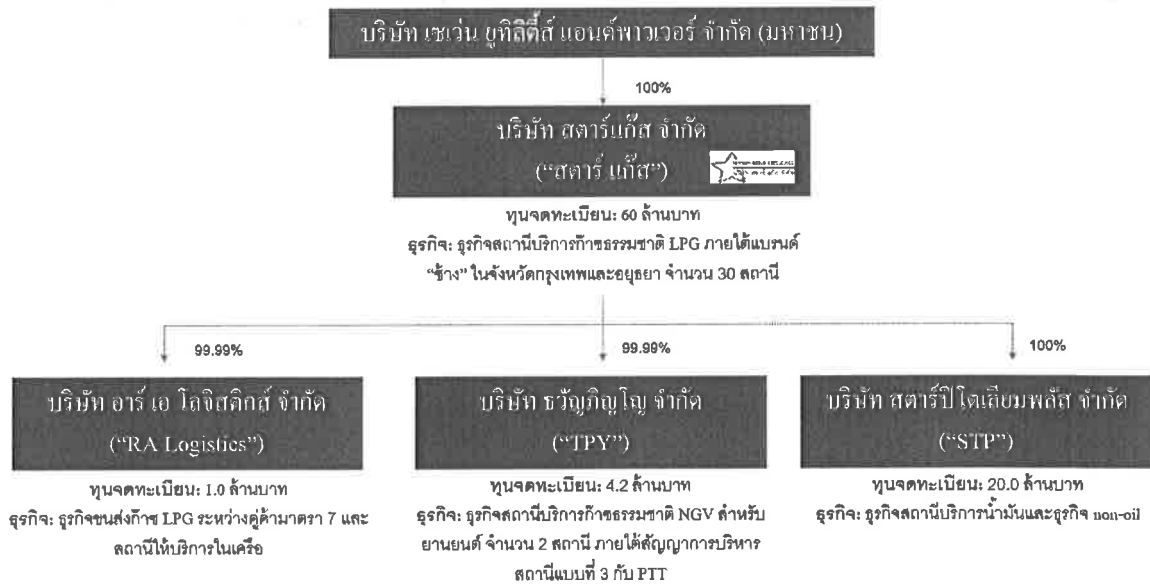 บริษัท เซเว่น ยูทิลิตี้ส์ แอนด์พาวเวอร์ จำกัด (มหาชน)
100%
บริษัท สตาร์แก๊ส จำกัด
(“สตาร์ แก๊ส”)
ทุนจดทะเบียน: 60 ล้านบาท
ธุรกิจ: ธุรกิจสถานีบริการก๊าซธรรมชาติ LPG ภายใต้แบรนด์
“ช้าง” ในจังหวัดกรุงเทพและอยุธยา จำนวน 30 สถานี
99.99%
99.99%
100%
บริษัท อาร์ เอ โลจิสติกส์ จำกัด
(“RA Logistics”)
ทุนจดทะเบียน: 1.0 ล้านบาท
ธุรกิจ: ธุรกิจขนส่งก๊าซ LPG ระหว่างคู่ค้ามาตรา 7 และ
สถานีให้บริการในเครือ
บริษัท ธวัญภิญโญ จำกัด
(“TPY”)
ทุนจดทะเบียน: 4.2 ล้านบาท
ธุรกิจ: ธุรกิจสถานีบริการก๊าซธรรมชาติ NGV สำหรับ
ยานยนต์ จำนวน 2 สถานี ภายใต้สัญญาการบริหาร
สถานีแบบที่ 3 กับ PTT
บริษัท สตาร์ปิโตเลียมพลัส จำกัด
(“STP”)
ทุนจดทะเบียน: 20.0 ล้านบาท
ธุรกิจ: ธุรกิจสถานีบริการน้ำมันและธุรกิจ non-oil